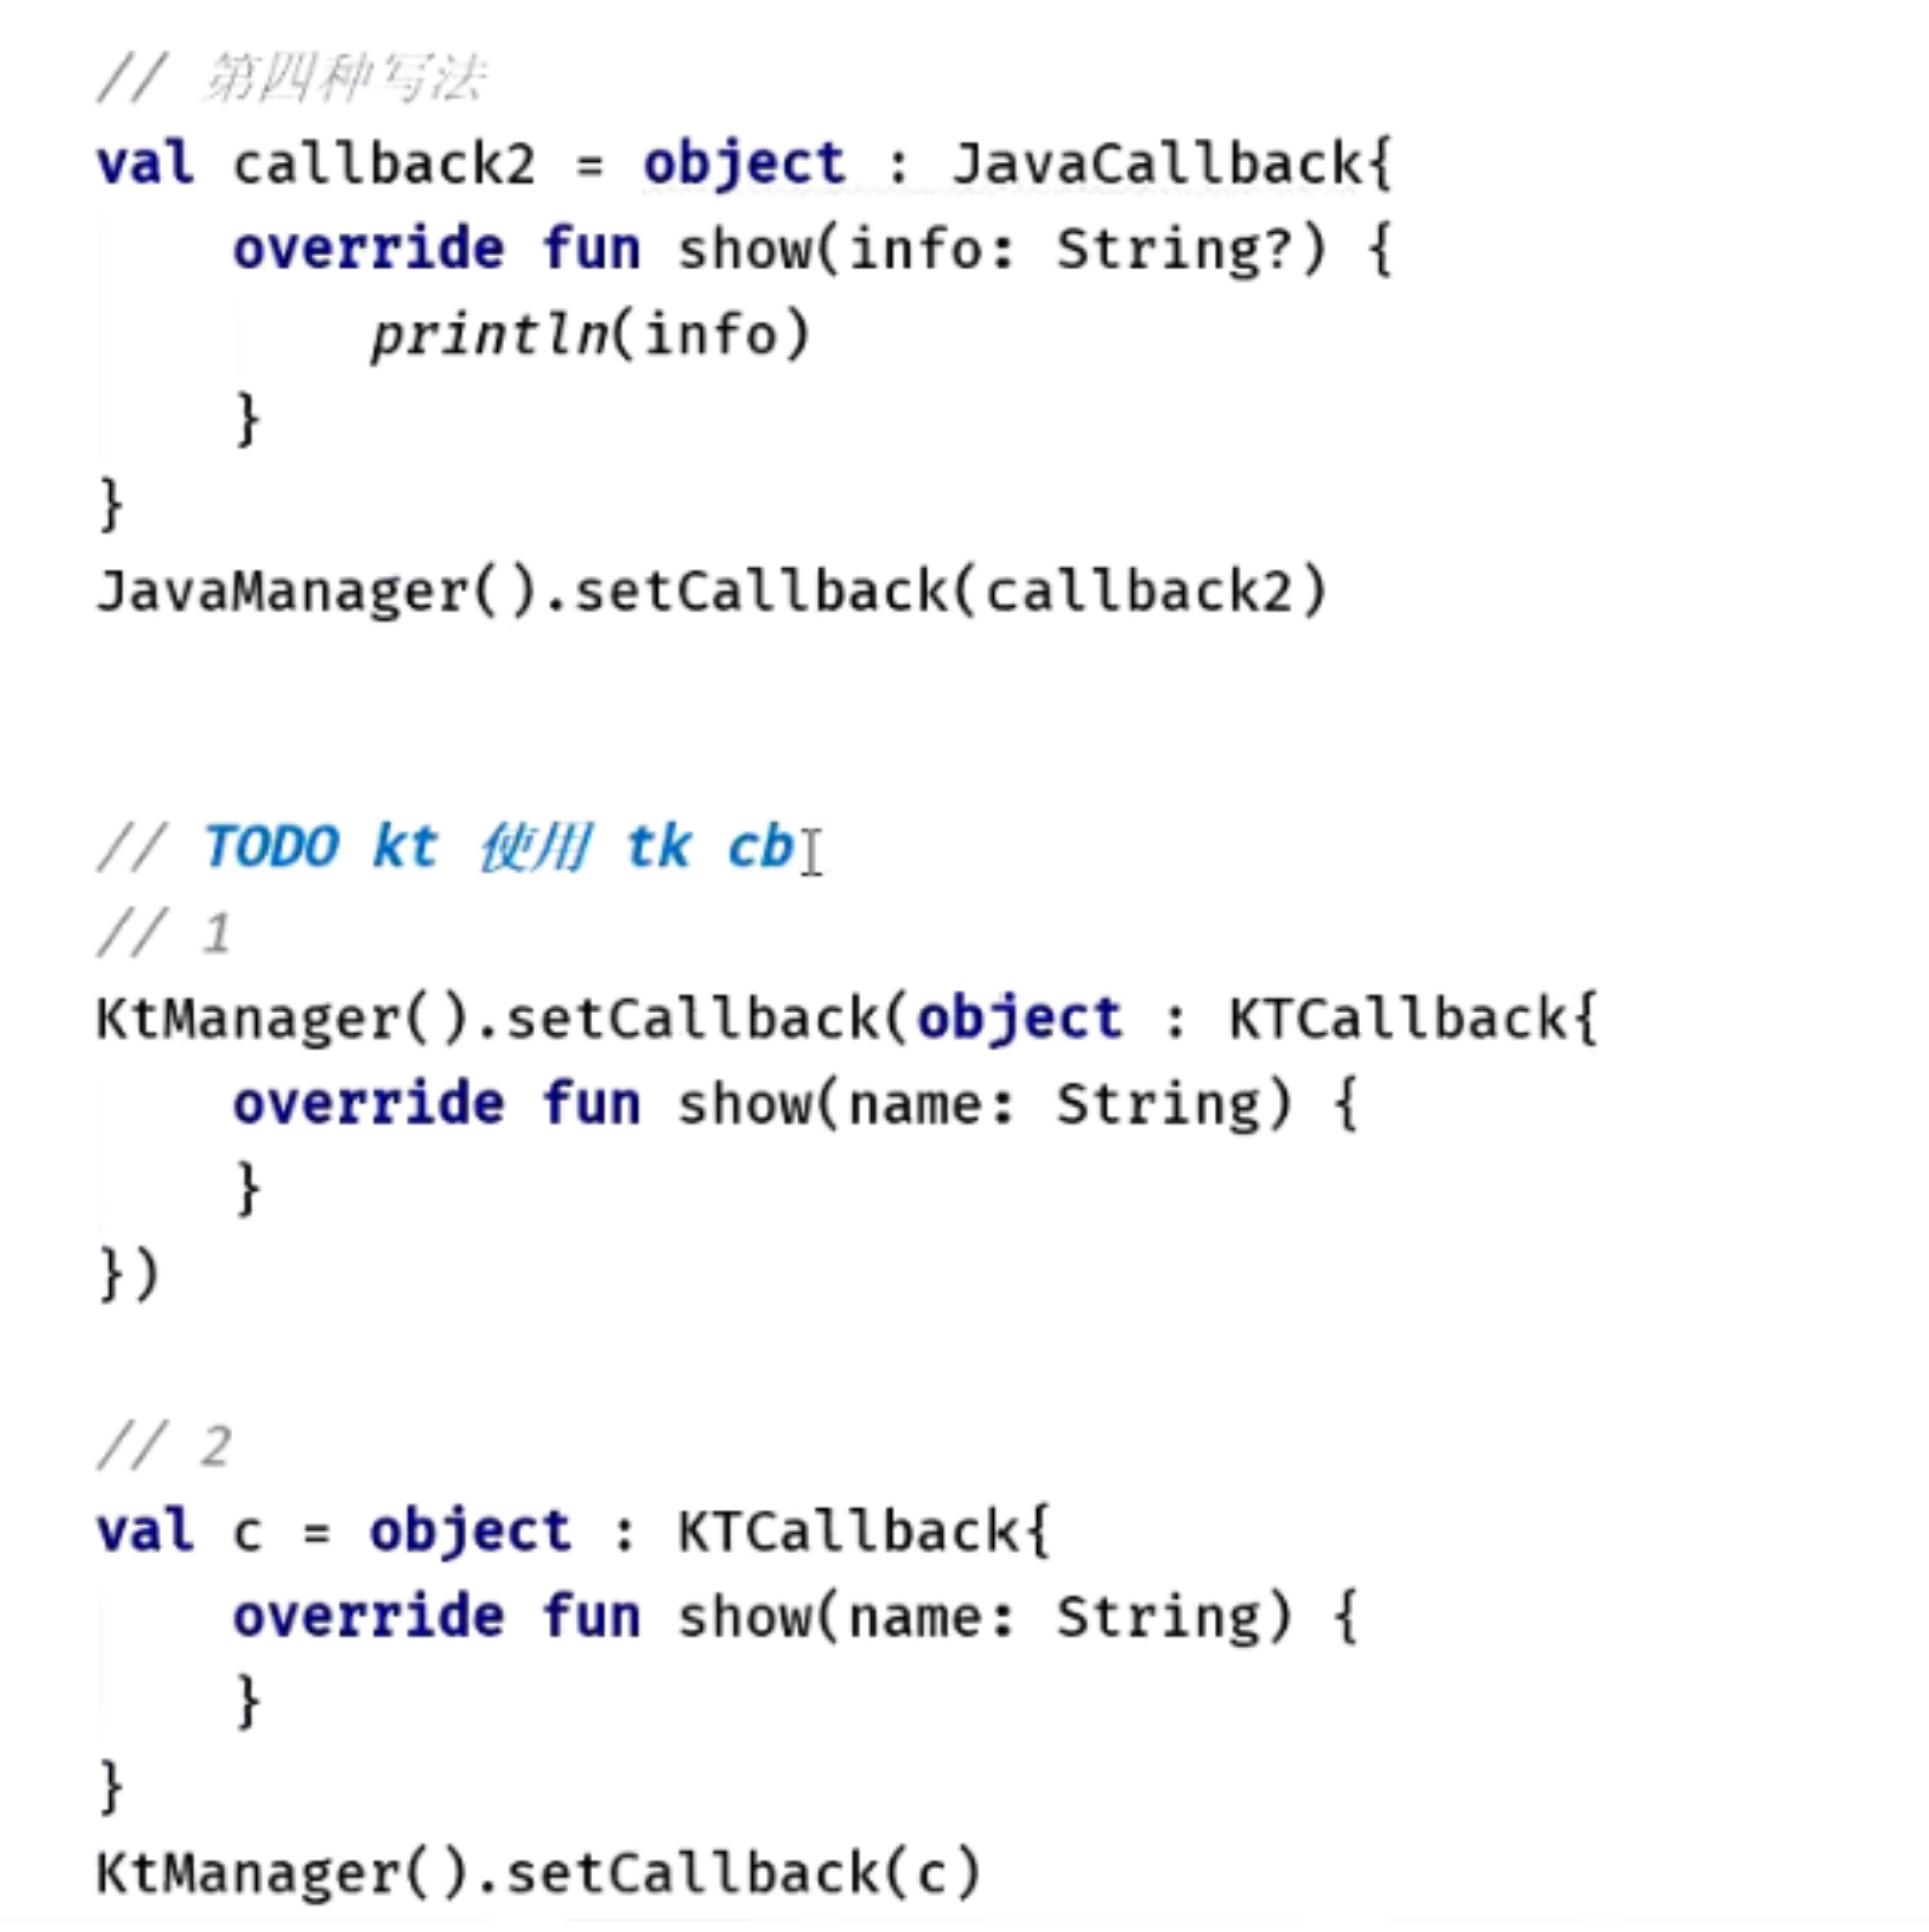 // 第四种写法
val callback2 = object : JavaCallback{
    override fun show(info: String?) {
        println(info)
    }
}
JavaManager().setCallback(callback2)
// TODO kt 使用 tk cb
// 1
KtManager().setCallback(object : KTCallback{
    override fun show(name: String) {
    }
})
// 2
val c = object : KTCallback{
    override fun show(name: String) {
    }
}
KtManager().setCallback(c)